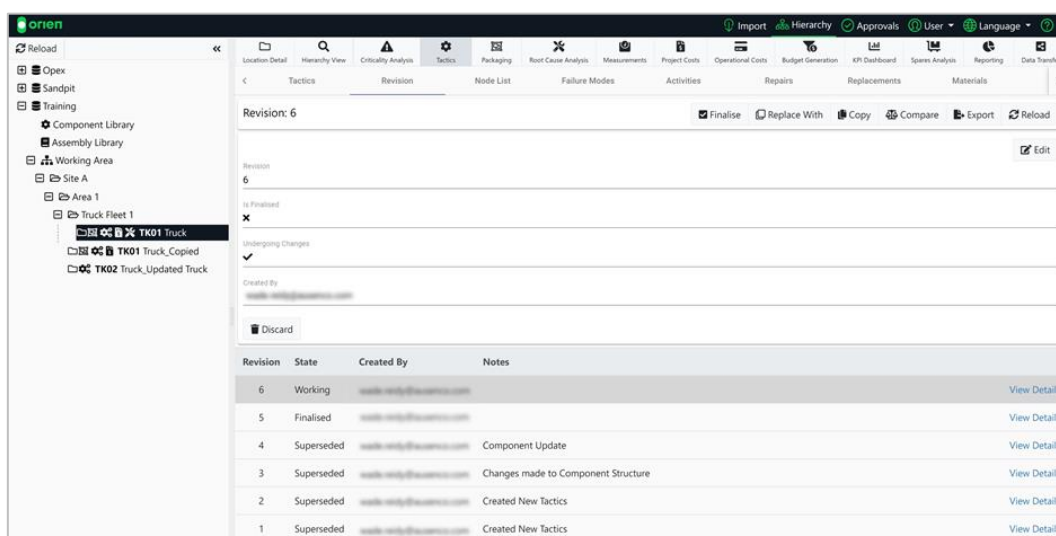 orien Import Hierarchy Approvals User Language
Reload
Location Detail Hierarchy View Criticality Analysis Tactics Packaging Root Cause Analysis Measurements Project Costs Operational Costs Budget Generation KPI Dashboard Spares Analysis Reporting Data Transf
Tactics Revision Node List Failure Modes Activities Repairs Replacements Materials
Opex
Sandpit
Training
Component Library
Assembly Library
Working Area
Site A
Area 1
Truck Fleet 1
TK01 Truck
TK01 Truck_Copied
TK02 Truck_Updated Truck
Revision: 6 Finalise Replace With Copy Compare Export Reload
Edit
Revision
6
Is Finalised
Undergoing Changes
Created By
Discard
Revision State Created By Notes
6 Working View Detail
5 Finalised View Detail
4 Superseded Component Update View Detail
3 Superseded Changes made to Component Structure View Detail
2 Superseded Created New Tactics View Detail
1 Superseded Created New Tactics View Detail